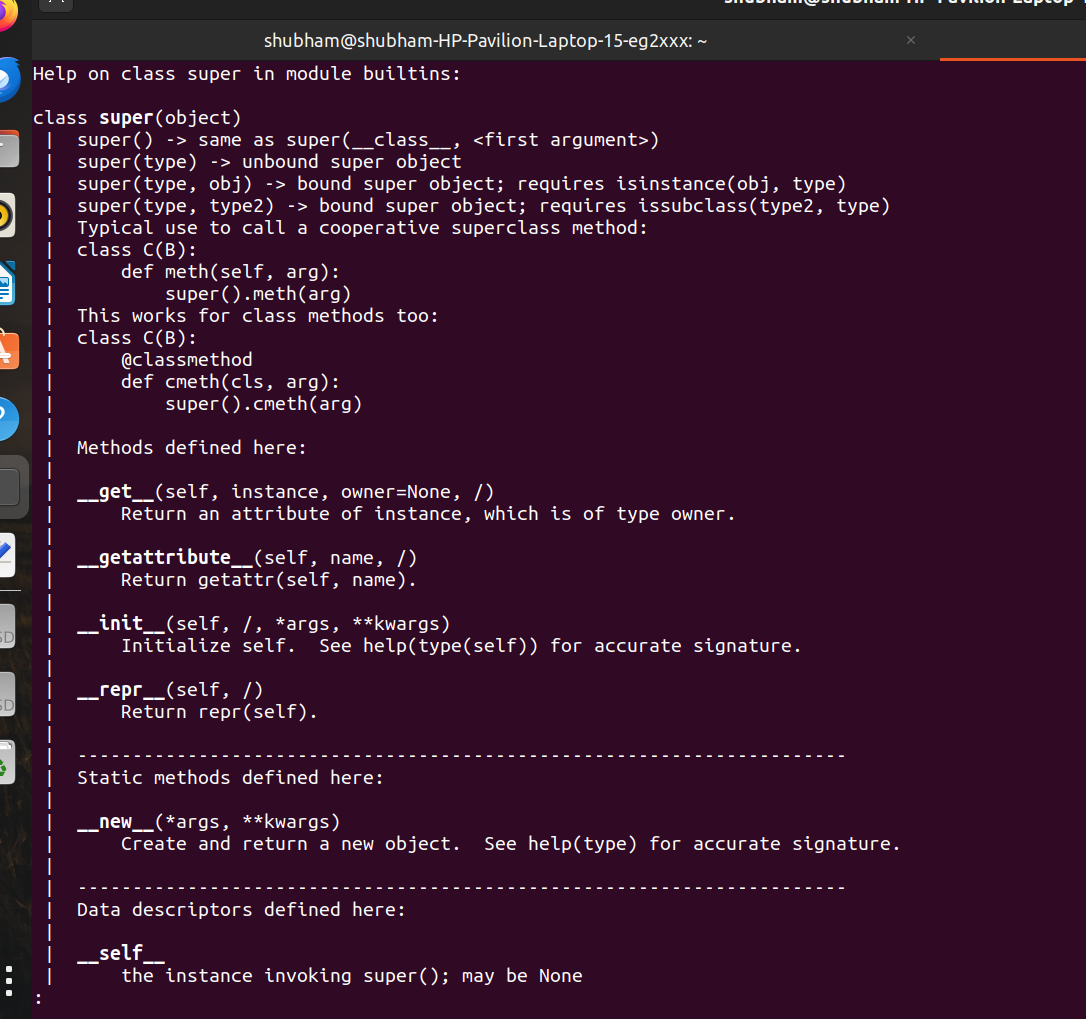 shubham@shubham-HP-Pavilion-Laptop-
shubham@shubham-HP-Pavilion-Laptop-15-eg2xxx: ~ ×
Help on class super in module builtins:

class super(object)
 |  super() -> same as super(__class__, <first argument>)
 |  super(type) -> unbound super object
 |  super(type, obj) -> bound super object; requires isinstance(obj, type)
 |  super(type, type2) -> bound super object; requires issubclass(type2, type)
 |  Typical use to call a cooperative superclass method:
 |  class C(B):
 |      def meth(self, arg):
 |          super().meth(arg)
 |  This works for class methods too:
 |  class C(B):
 |      @classmethod
 |      def cmeth(cls, arg):
 |          super().cmeth(arg)
 |
 |  Methods defined here:
 |
 |  __get__(self, instance, owner=None, /)
 |      Return an attribute of instance, which is of type owner.
 |
 |  __getattribute__(self, name, /)
 |      Return getattr(self, name).
 |
 |  __init__(self, /, *args, **kwargs)
 |      Initialize self.  See help(type(self)) for accurate signature.
 |
 |  __repr__(self, /)
 |      Return repr(self).
 |
 |  ----------------------------------------------------------------------
 |  Static methods defined here:
 |
 |  __new__(*args, **kwargs)
 |      Create and return a new object.  See help(type) for accurate signature.
 |
 |  ----------------------------------------------------------------------
 |  Data descriptors defined here:
 |
 |  __self__
 |      the instance invoking super(); may be None
: